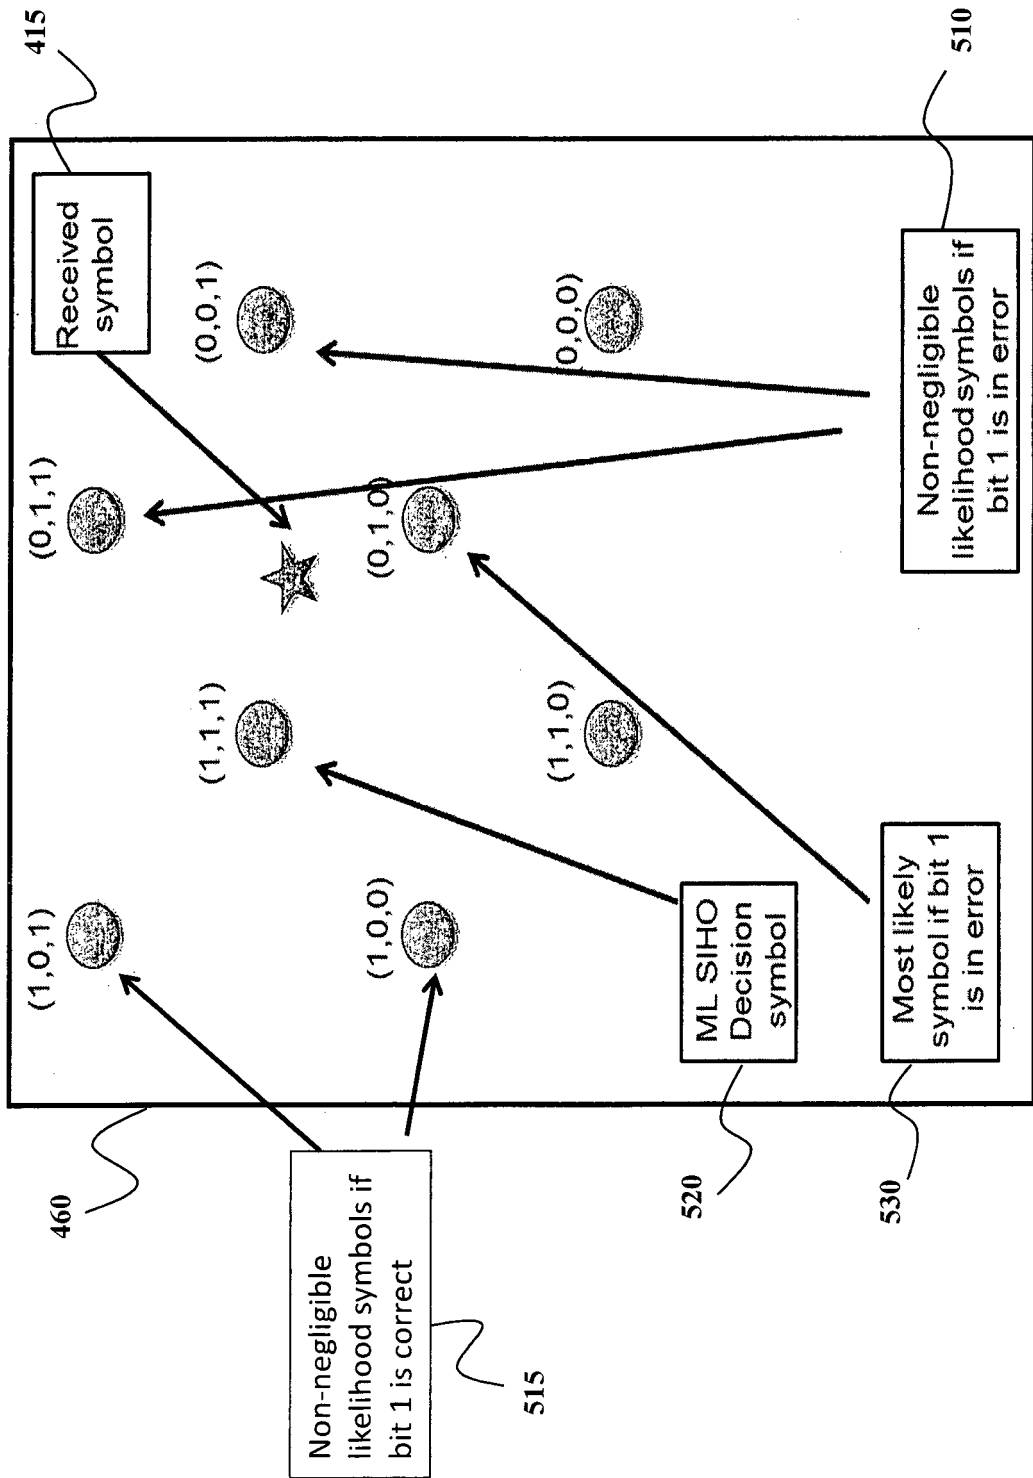 415
460
(1,0,1)
(0,1,1)
Received
symbol
(1,1,1)
(0,0,1)
Non-negligible
likelihood symbols if
bit 1 is correct
515
(1,0,0)
(0,1,0)
(1,1,0)
(0,0,0)
ML SIHO
Decision
symbol
520
Most likely
symbol if bit 1
is in error
530
Non-negligible
likelihood symbols if
bit 1 is in error
510